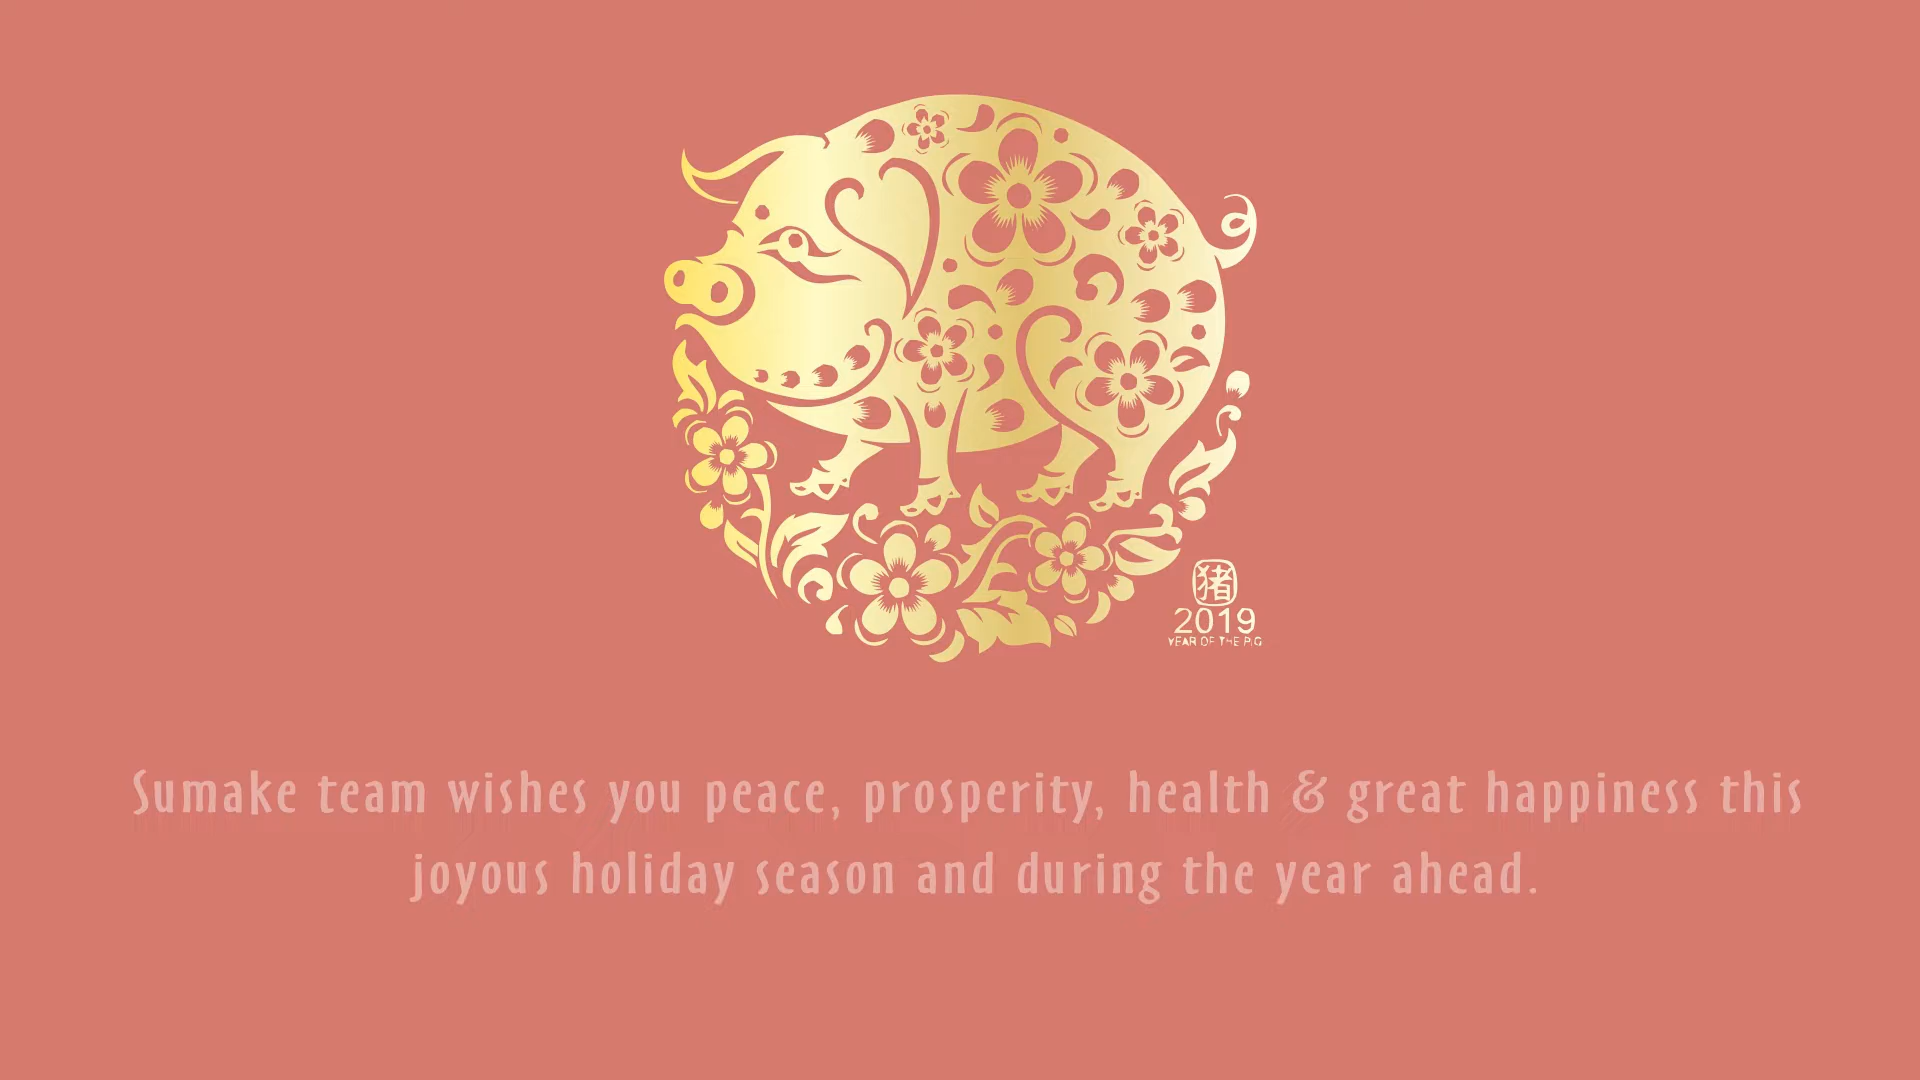 猪
2019
YEAR OF THE PIG
Sumake team wishes you peace, prosperity, health & great happiness this
joyous holiday season and during the year ahead.